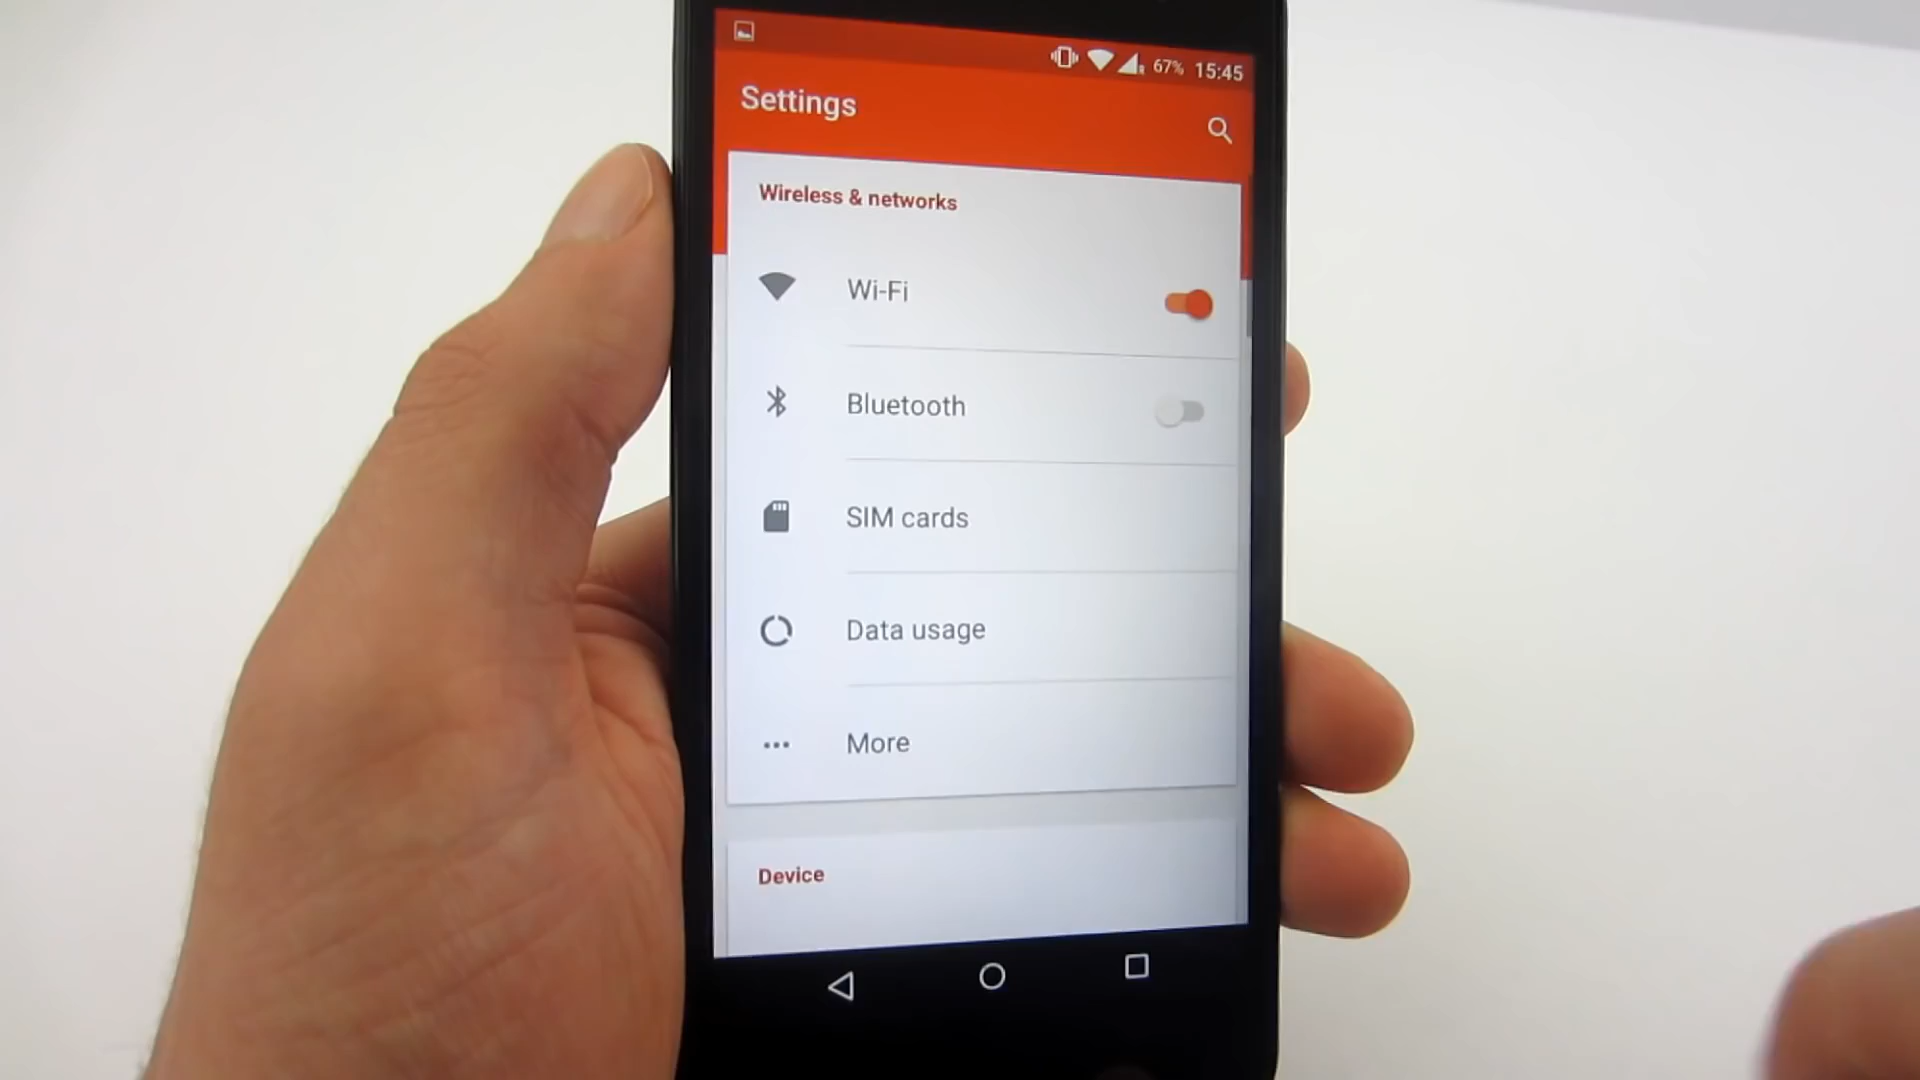 67% 15:45
Settings
Wireless & networks
Wi-Fi
Bluetooth
SIM cards
Data usage
More
Device